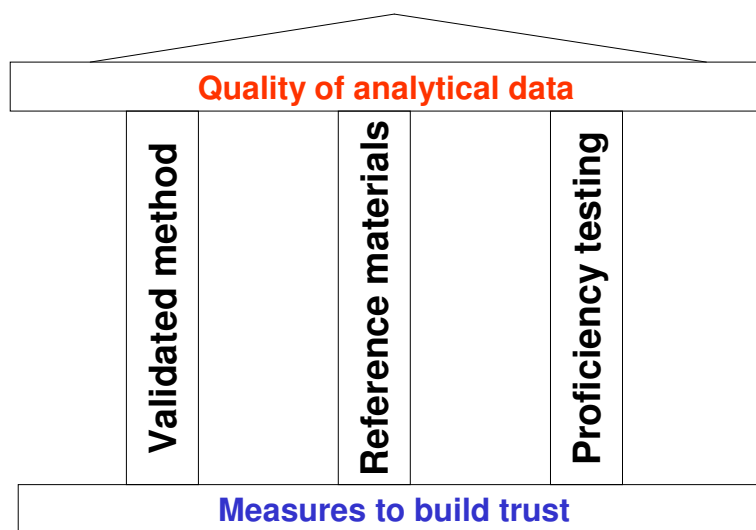 Quality of analytical data
Validated method
Reference materials
Proficiency testing
Measures to build trust